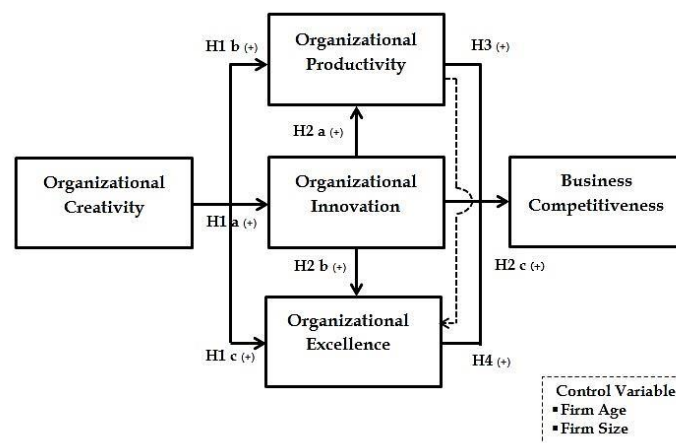 H1 b (+)
Organizational
Productivity
H3 (+)
H2 a (+)
Organizational
Creativity
H1 a (+)
Organizational
Innovation
Business
Competitiveness
H2 b (+)
H2 c (+)
Organizational
Excellence
H1 c (+)
H4 (+)
Control Variable
▪Firm Age
▪Firm Size